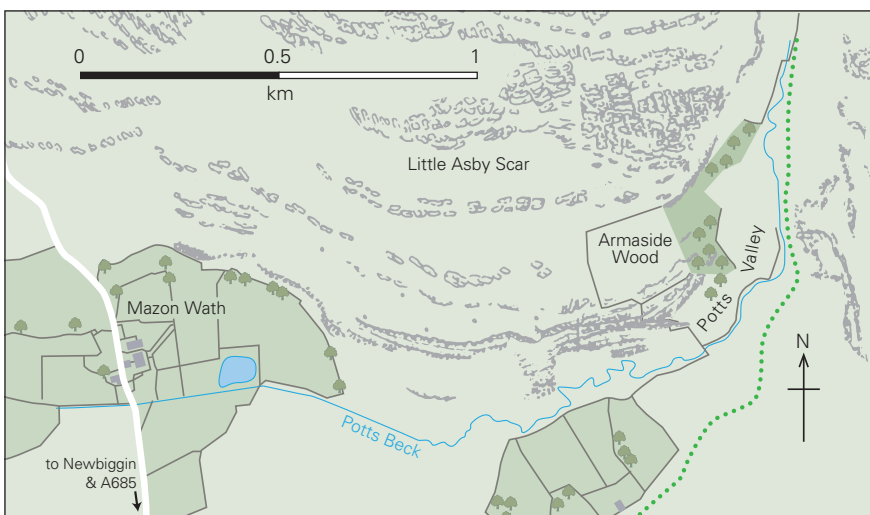 0 0.5 1
km
Little Asby Scar
Armaside
Wood
Potts Valley
Mazon Wath
N
Potts Beck
to Newbiggin
& A685